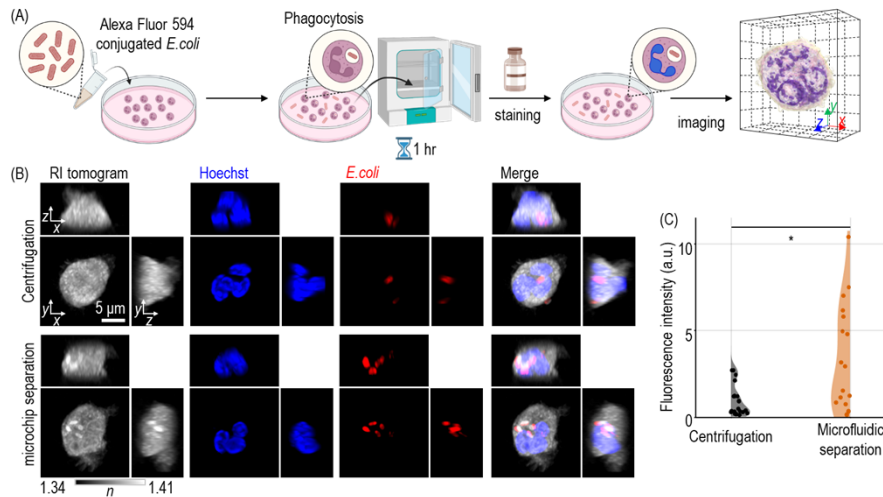 (A)
Alexa Fluor 594
conjugated E.coli
Phagocytosis
1 hr
staining
imaging
z
y
x
(B)
RI tomogram
Hoechst
E.coli
Merge
Centrifugation
z
x
y
x
5 μm
y
z
microchip separation
1.34
n
1.41
(C)
Fluorescence intensity (a.u.)
10
5
0
*
Centrifugation
Microfluidic
separation